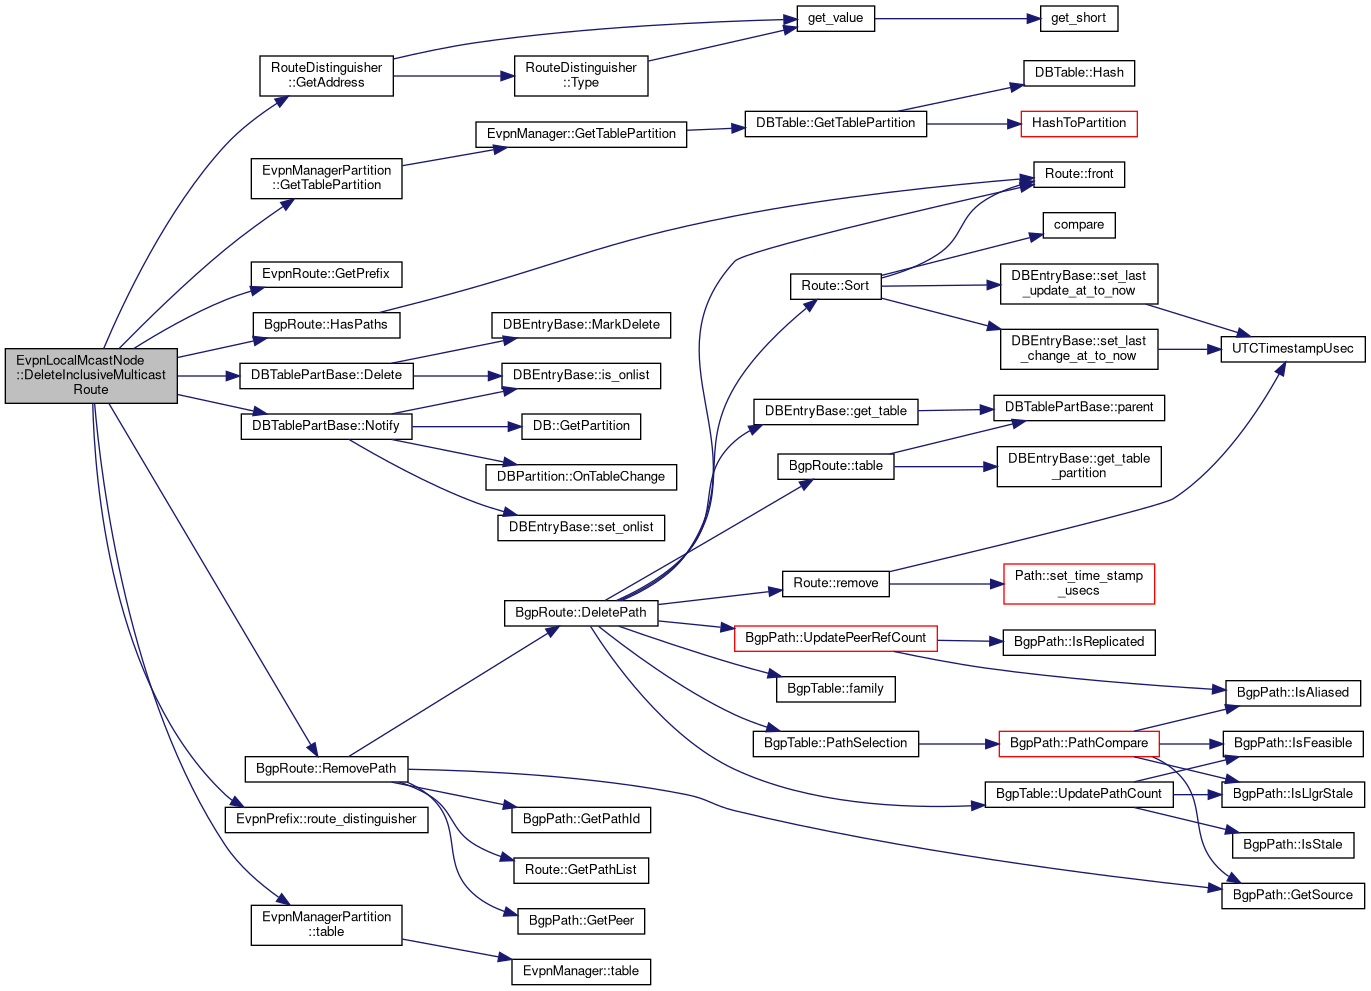 EvpnLocalMcastNode
::DeleteInclusiveMulticast
Route
RouteDistinguisher
::GetAddress
EvpnManagerPartition
::GetTablePartition
EvpnRoute::GetPrefix
BgpRoute::HasPaths
DBTablePartBase::Delete
DBTablePartBase::Notify
BgpRoute::RemovePath
EvpnPrefix::route_distinguisher
EvpnManagerPartition
::table
RouteDistinguisher
::Type
EvpnManager::GetTablePartition
DBEntryBase::MarkDelete
DBEntryBase::is_onlist
DB::GetPartition
DBPartition::OnTableChange
DBEntryBase::set_onlist
BgpRoute::DeletePath
BgpPath::GetPathId
Route::GetPathList
BgpPath::GetPeer
EvpnManager::table
get_value
DBTable::GetTablePartition
Route::Sort
DBEntryBase::get_table
BgpRoute::table
Route::remove
BgpPath::UpdatePeerRefCount
BgpTable::family
BgpTable::PathSelection
BgpTable::UpdatePathCount
get_short
DBTable::Hash
HashToPartition
Route::front
compare
DBEntryBase::set_last
_update_at_to_now
DBEntryBase::set_last
_change_at_to_now
DBTablePartBase::parent
DBEntryBase::get_table
_partition
Path::set_time_stamp
_usecs
BgpPath::IsReplicated
BgpPath::PathCompare
UTCTimestampUsec
BgpPath::IsAliased
BgpPath::IsFeasible
BgpPath::IsLlgrStale
BgpPath::IsStale
BgpPath::GetSource